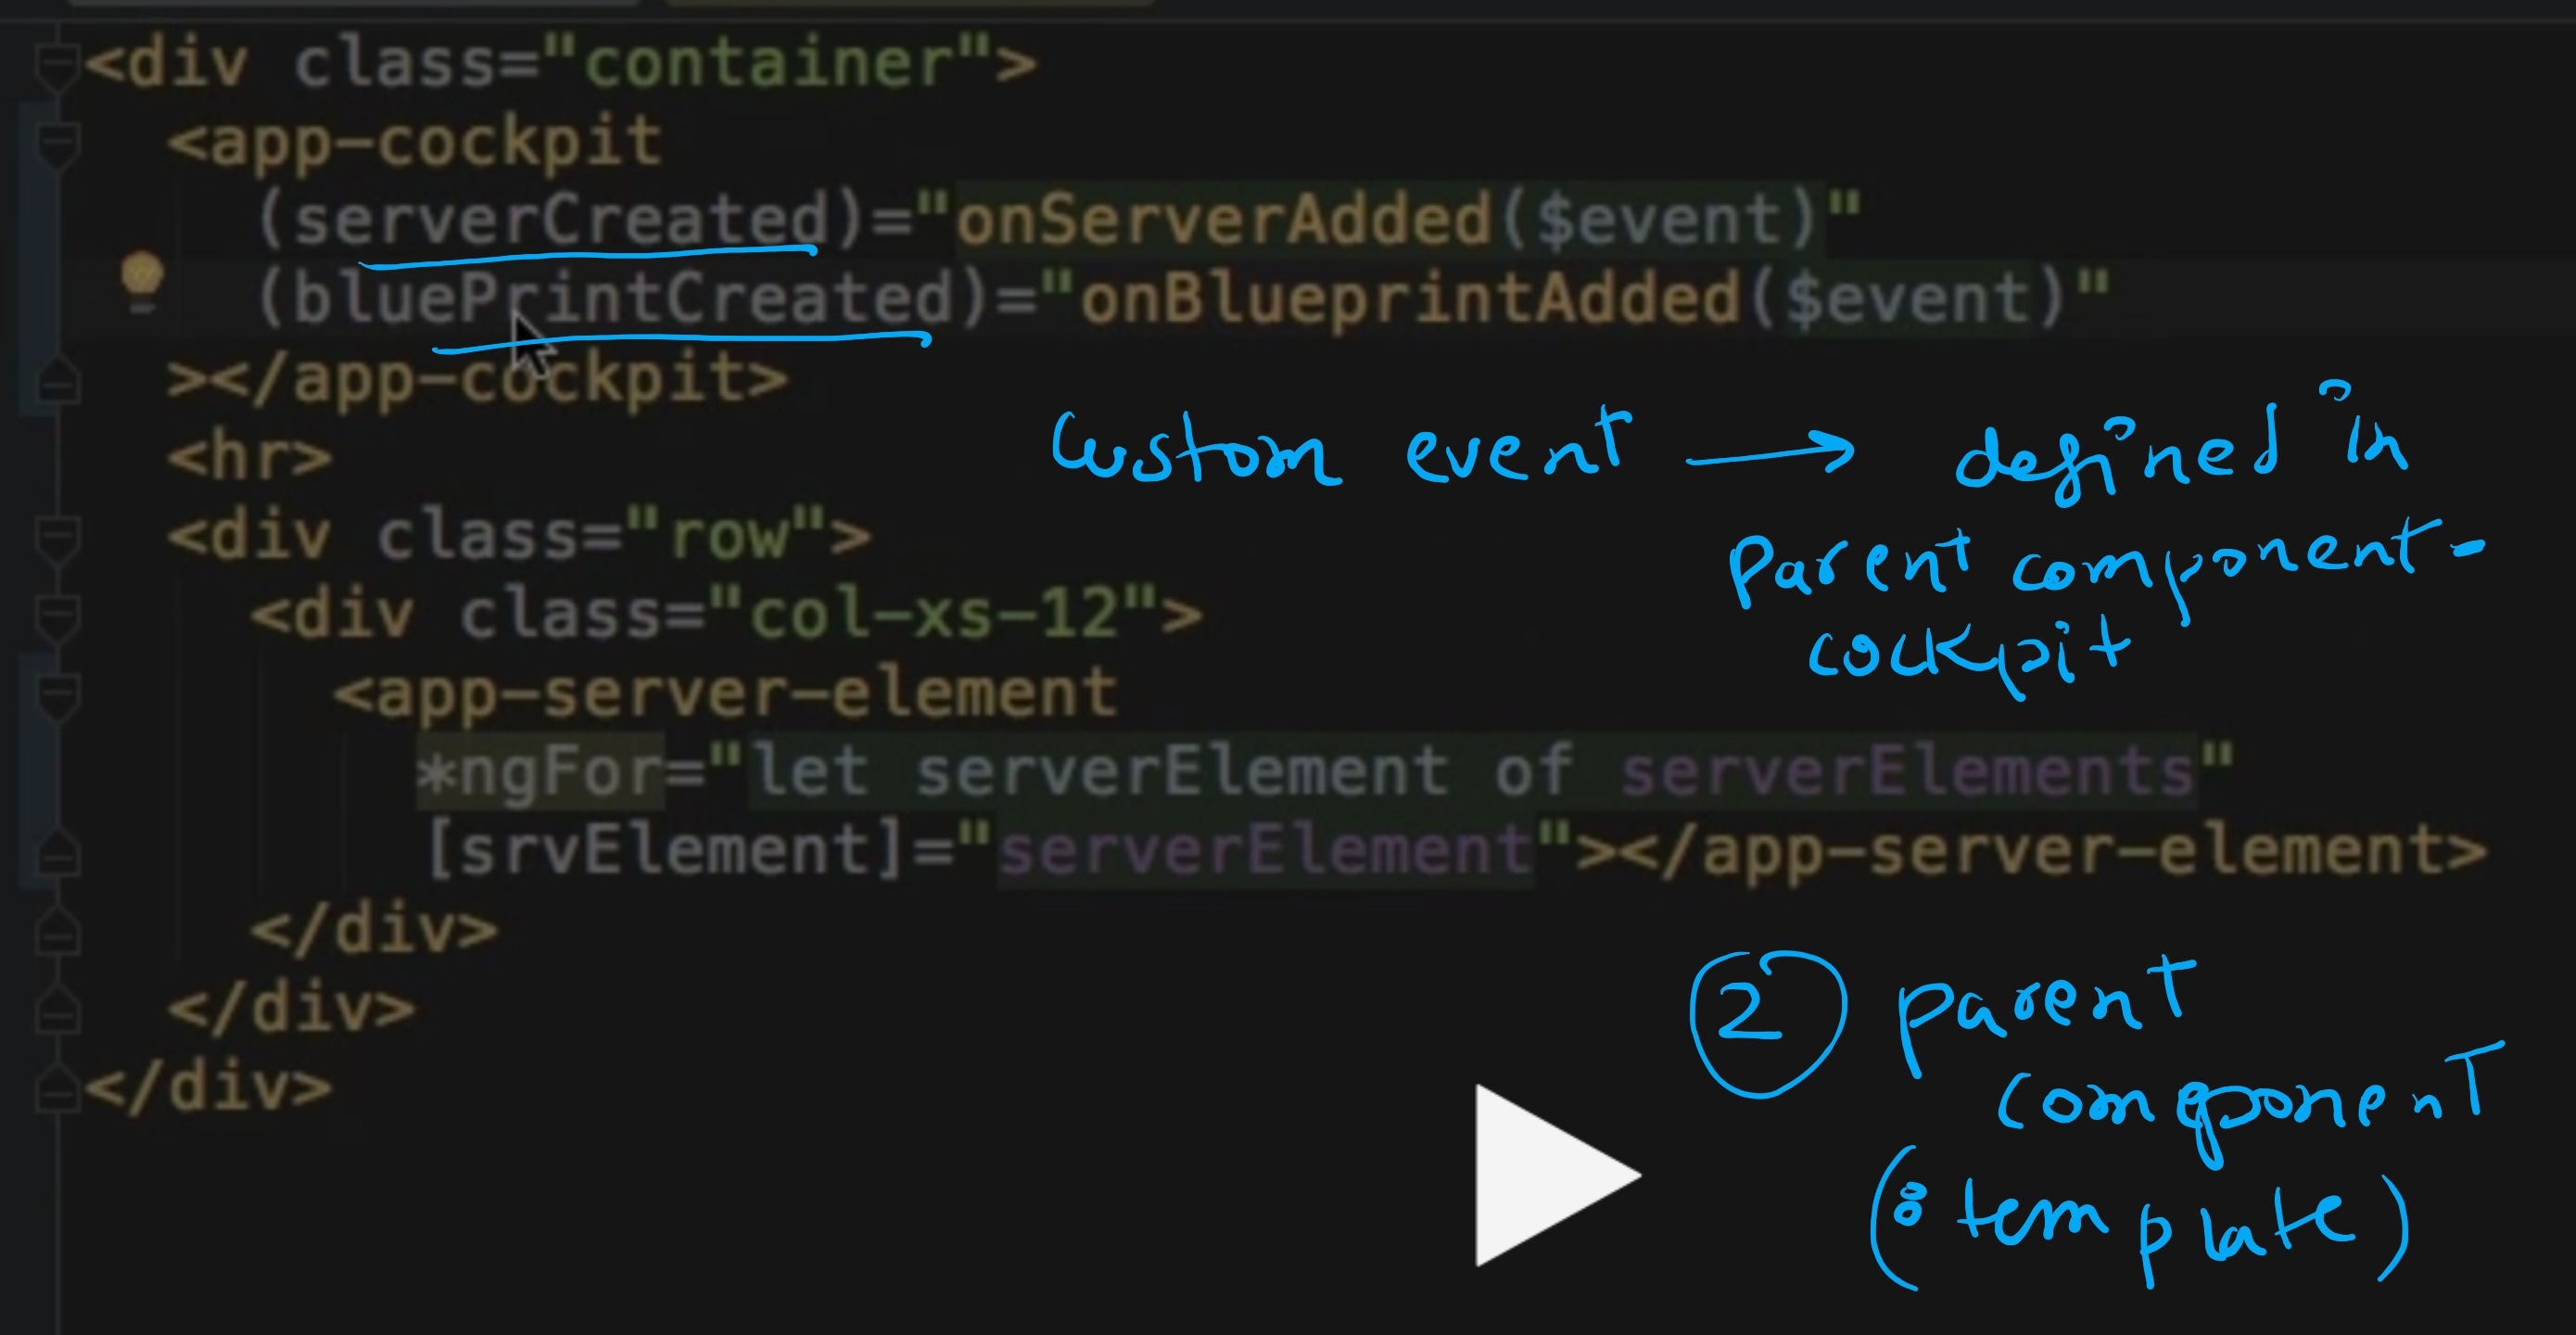 <div class="container">
<app-cockpit
(serverCreated)="onServerAdded($event)"
(bluePrintCreated)="onBlueprintAdded($event)"
></app-cockpit>
<hr>
Custom event → defined in
Parent component-
cockpit
<div class="row">
<div class="col-xs-12">
<app-server-element
*ngFor="let serverElement of serverElements"
[srvElement]="serverElement"></app-server-element>
</div>
</div>
</div>
2 parent
component
(: template)